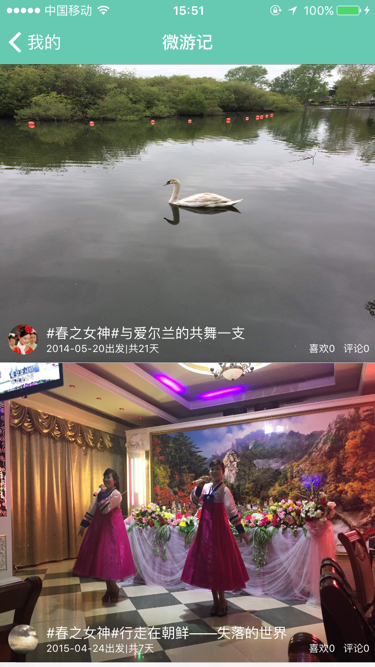 中国移动 15:51 100%
我的 微游记
#春之女神#与爱尔兰的共舞一支
2014-05-20出发|共21天 喜欢0 评论0
#春之女神#行走在朝鲜——失落的世界
2015-04-24出发|共7天 喜欢0 评论0